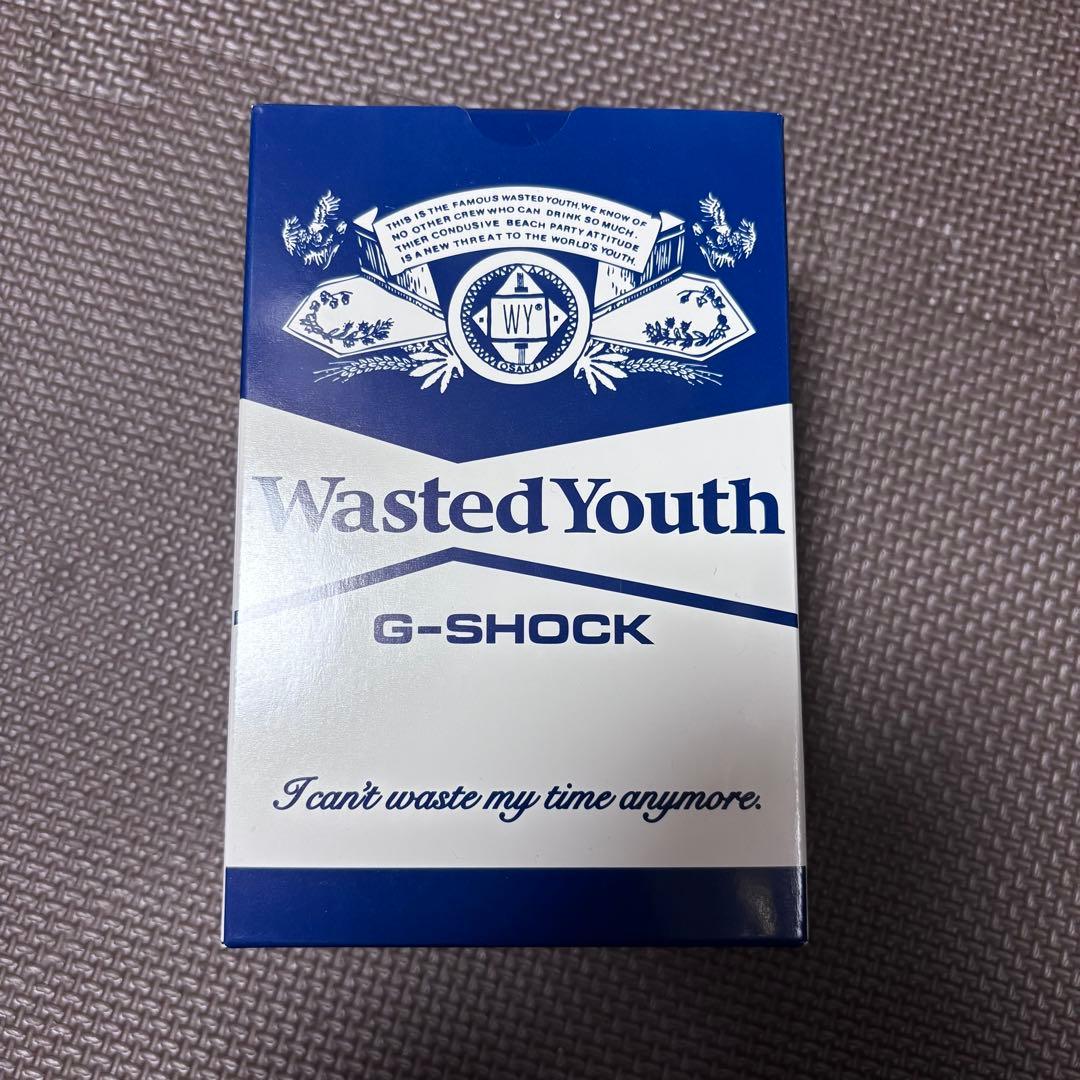 THIS IS THE FAMOUS WASTED YOUTH. WE KNOW OF
NO OTHER CREW WHO CAN DRINK SO MUCH.
THIER CONDUSIVE BEACH PARTY ATTITUDE
IS A NEW THREAT TO THE WORLD'S YOUTH.
WY®
OSAKA
Wasted Youth
G-SHOCK
I can't waste my time anymore.